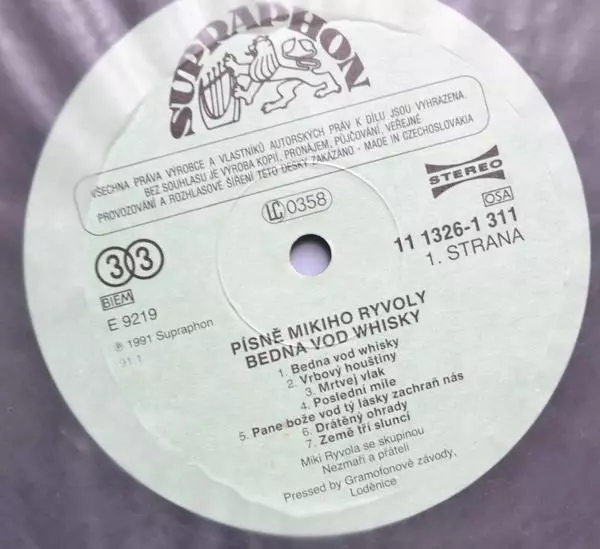 SUPRAPHON
VŠECHNA PRÁVA VÝROBCE A VLASTNÍKŮ AUTORSKÝCH PRÁV K DÍLU JSOU VYHRAZENA.
BEZ SOUHLASU JE VÝROBA KOPIÍ, PRONÁJEM, PŮJČOVÁNÍ, VEŘEJNÉ
PROVOZOVÁNÍ A ROZHLASOVÉ ŠÍŘENÍ TÉTO DESKY ZAKÁZÁNO - MADE IN CZECHOSLOVAKIA
STEREO
LC 0358
OSA
11 1326-1 311
1. STRANA
33
BIEM
E 9219
℗ 1991 Supraphon
91 1
PÍSNĚ MIKIHO RYVOLY
BEDNA VOD WHISKY
1. Bedna vod whisky
2. Vrbový houštiny
3. Mrtvej vlak
4. Poslední míle
5. Pane bože vod tý lásky zachraň nás
6. Drátěný ohrady
7. Země tří sluncí
Miki Ryvola se skupinou
Nezmaři a přáteli
Pressed by Gramofonové závody,
Loděnice